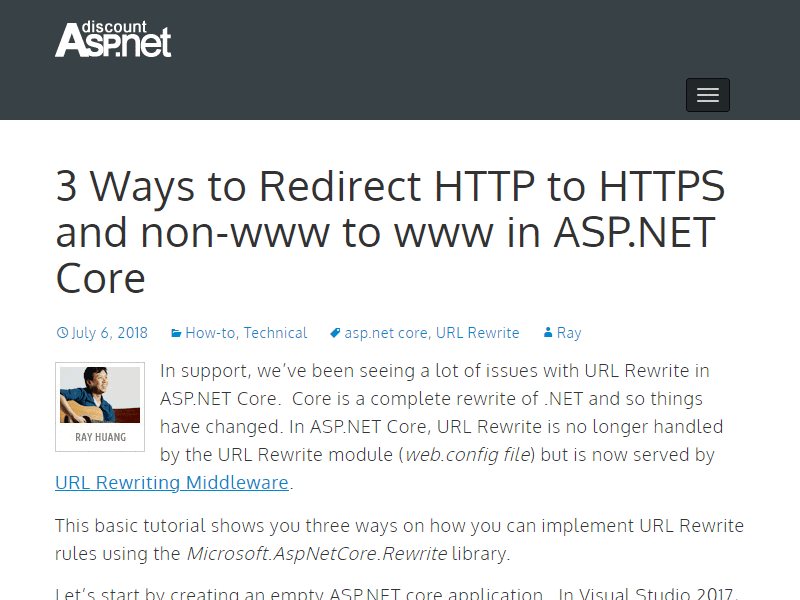 discount
ASP.net
3 Ways to Redirect HTTP to HTTPS
and non-www to www in ASP.NET
Core
July 6, 2018 How-to, Technical asp.net core, URL Rewrite Ray
In support, we've been seeing a lot of issues with URL Rewrite in
ASP.NET Core. Core is a complete rewrite of .NET and so things
have changed. In ASP.NET Core, URL Rewrite is no longer handled
by the URL Rewrite module (web.config file) but is now served by
RAY HUANG
URL Rewriting Middleware.
This basic tutorial shows you three ways on how you can implement URL Rewrite
rules using the Microsoft.AspNetCore.Rewrite library.
Let's start by creating an empty ASP.NET core application. In Visual Studio 2017,